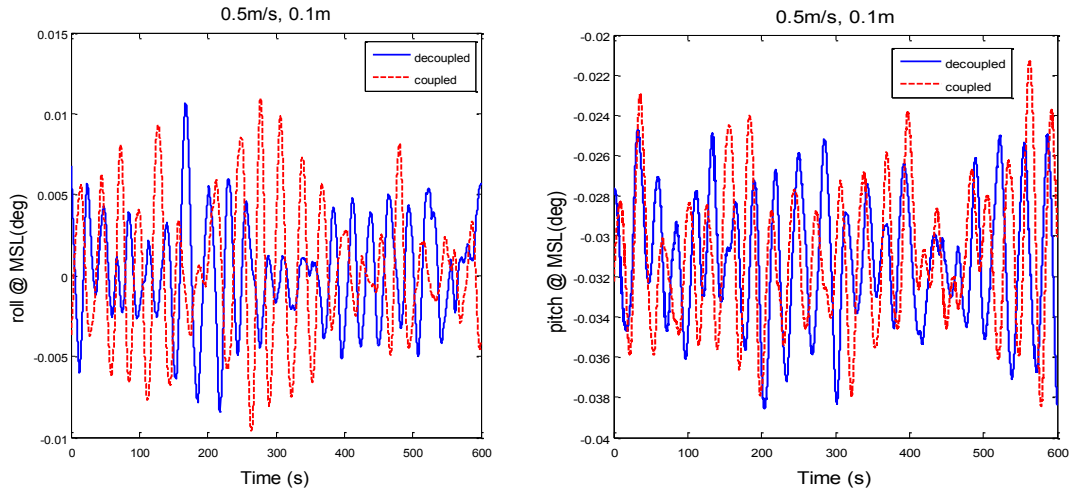 0.5m/s, 0.1m
0.015
0.01
0.005
0
-0.005
-0.01
roll @ MSL(deg)
decoupled
coupled
0 100 200 300 400 500 600
Time (s)
0.5m/s, 0.1m
-0.02
-0.022
-0.024
-0.026
-0.028
-0.03
-0.032
-0.034
-0.036
-0.038
-0.04
pitch @ MSL(deg)
decoupled
coupled
0 100 200 300 400 500 600
Time (s)